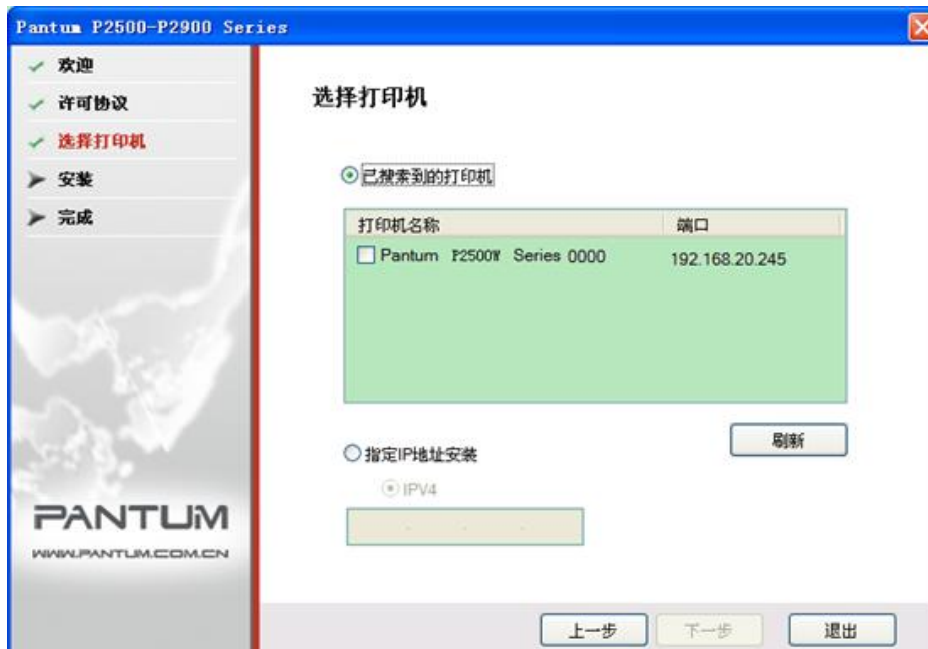 Pantum P2500-P2900 Series
欢迎
许可协议
选择打印机
安装
完成
PANTUM
WWW.PANTUM.COM.CN
选择打印机
已搜索到的打印机
打印机名称 端口
Pantum P2500W Series 0000 192.168.20.245
刷新
指定IP地址安装
IPV4
上一步 下一步 退出